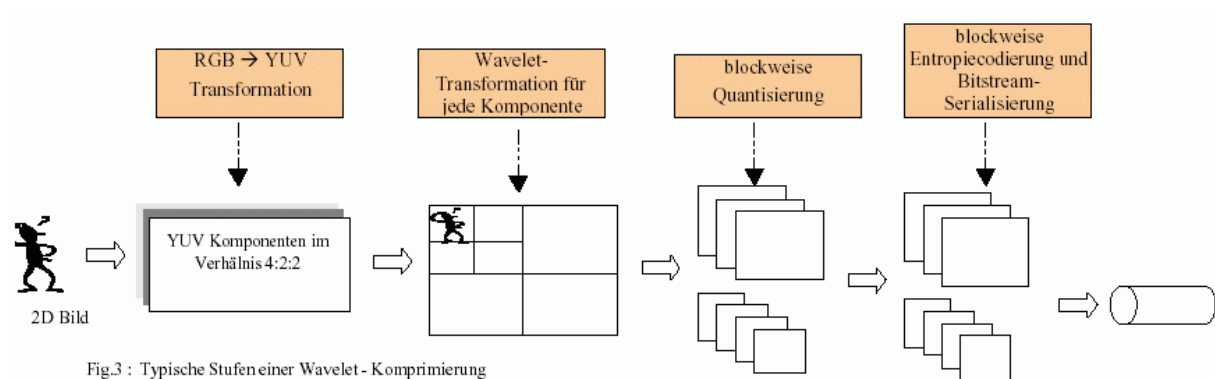 RGB → YUV
Transformation
Wavelet-
Transformation für
jede Komponente
blockweise
Quantisierung
blockweise
Entropiecodierung und
Bitstream-
Serialisierung
YUV Komponenten im
Verhälnis 4:2:2
2D Bild
Fig.3 : Typische Stufen einer Wavelet - Komprimierung